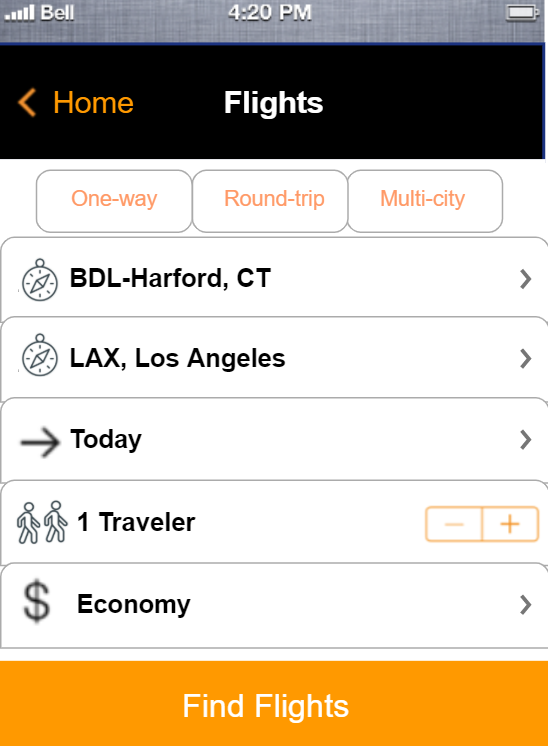 Bell 4:20 PM
Home Flights
One-way Round-trip Multi-city
BDL-Harford, CT
LAX, Los Angeles
Today
1 Traveler
$ Economy
Find Flights